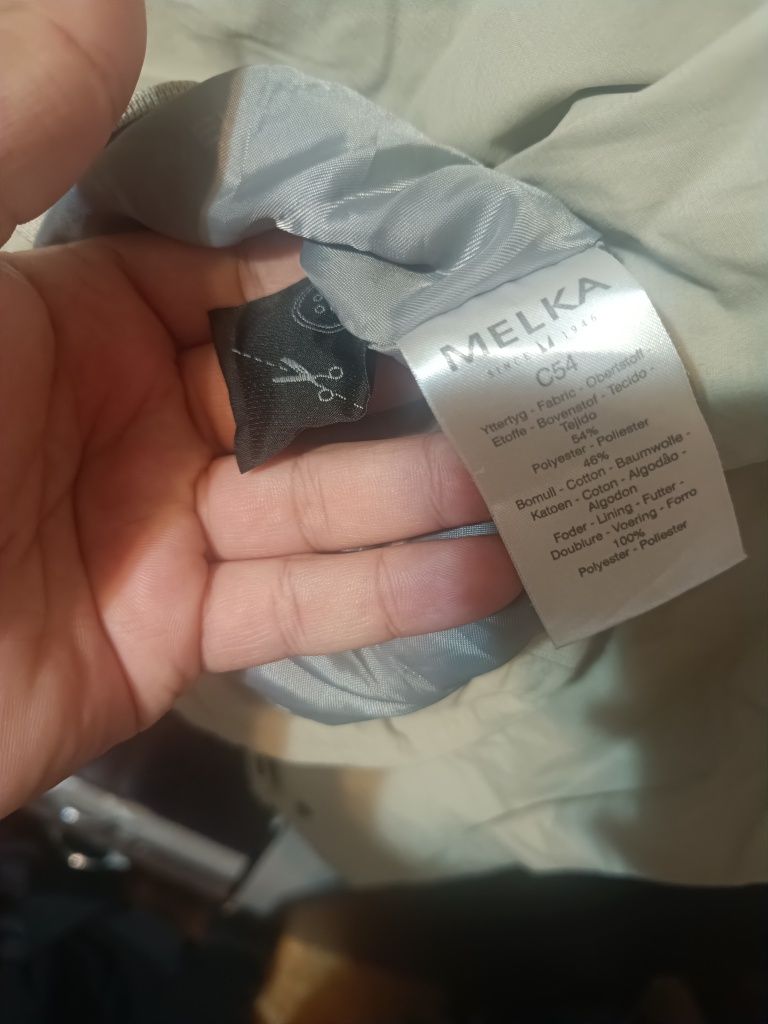 MELKA
SINCE 1946
C54
Yttertyg - Fabric - Oberstoff -
Etoffe - Bovenstof - Tecido -
Tejido
54%
Polyester - Poliester
46%
Bomull - Cotton - Baumwolle -
Katoen - Coton - Algodão -
Algodon
Foder - Lining - Futter -
Doublure - Voering - Forro
100%
Polyester - Poliester